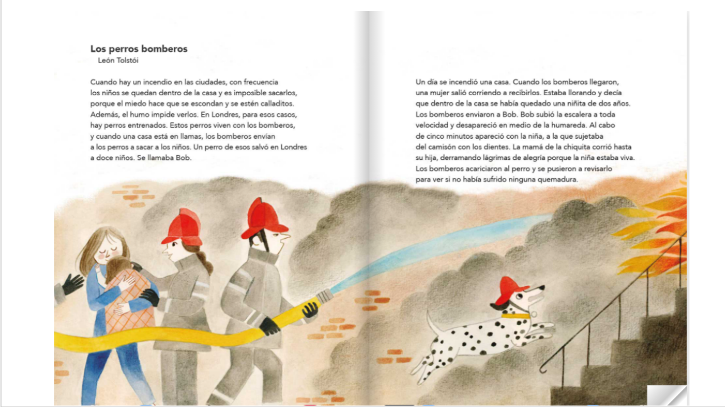 Los perros bomberos
León Tolstói
Cuando hay un incendio en las ciudades, con frecuencia
los niños se quedan dentro de la casa y es imposible sacarlos,
porque el miedo hace que se escondan y se estén calladitos.
Además, el humo impide verlos. En Londres, para esos casos,
hay perros entrenados. Estos perros viven con los bomberos,
y cuando una casa está en llamas, los bomberos envían
a los perros a sacar a los niños. Un perro de esos salvó en Londres
a doce niños. Se llamaba Bob.
Un día se incendió una casa. Cuando los bomberos llegaron,
una mujer salió corriendo a recibirlos. Estaba llorando y decía
que dentro de la casa se había quedado una niñita de dos años.
Los bomberos enviaron a Bob. Bob subió la escalera a toda
velocidad y desapareció en medio de la humareda. Al cabo
de cinco minutos apareció con la niña, a la que sujetaba
del camisón con los dientes. La mamá de la chiquita corrió hasta
su hija, derramando lágrimas de alegría porque la niña estaba viva.
Los bomberos acariciaron al perro y se pusieron a revisarlo
para ver si no había sufrido ninguna quemadura.